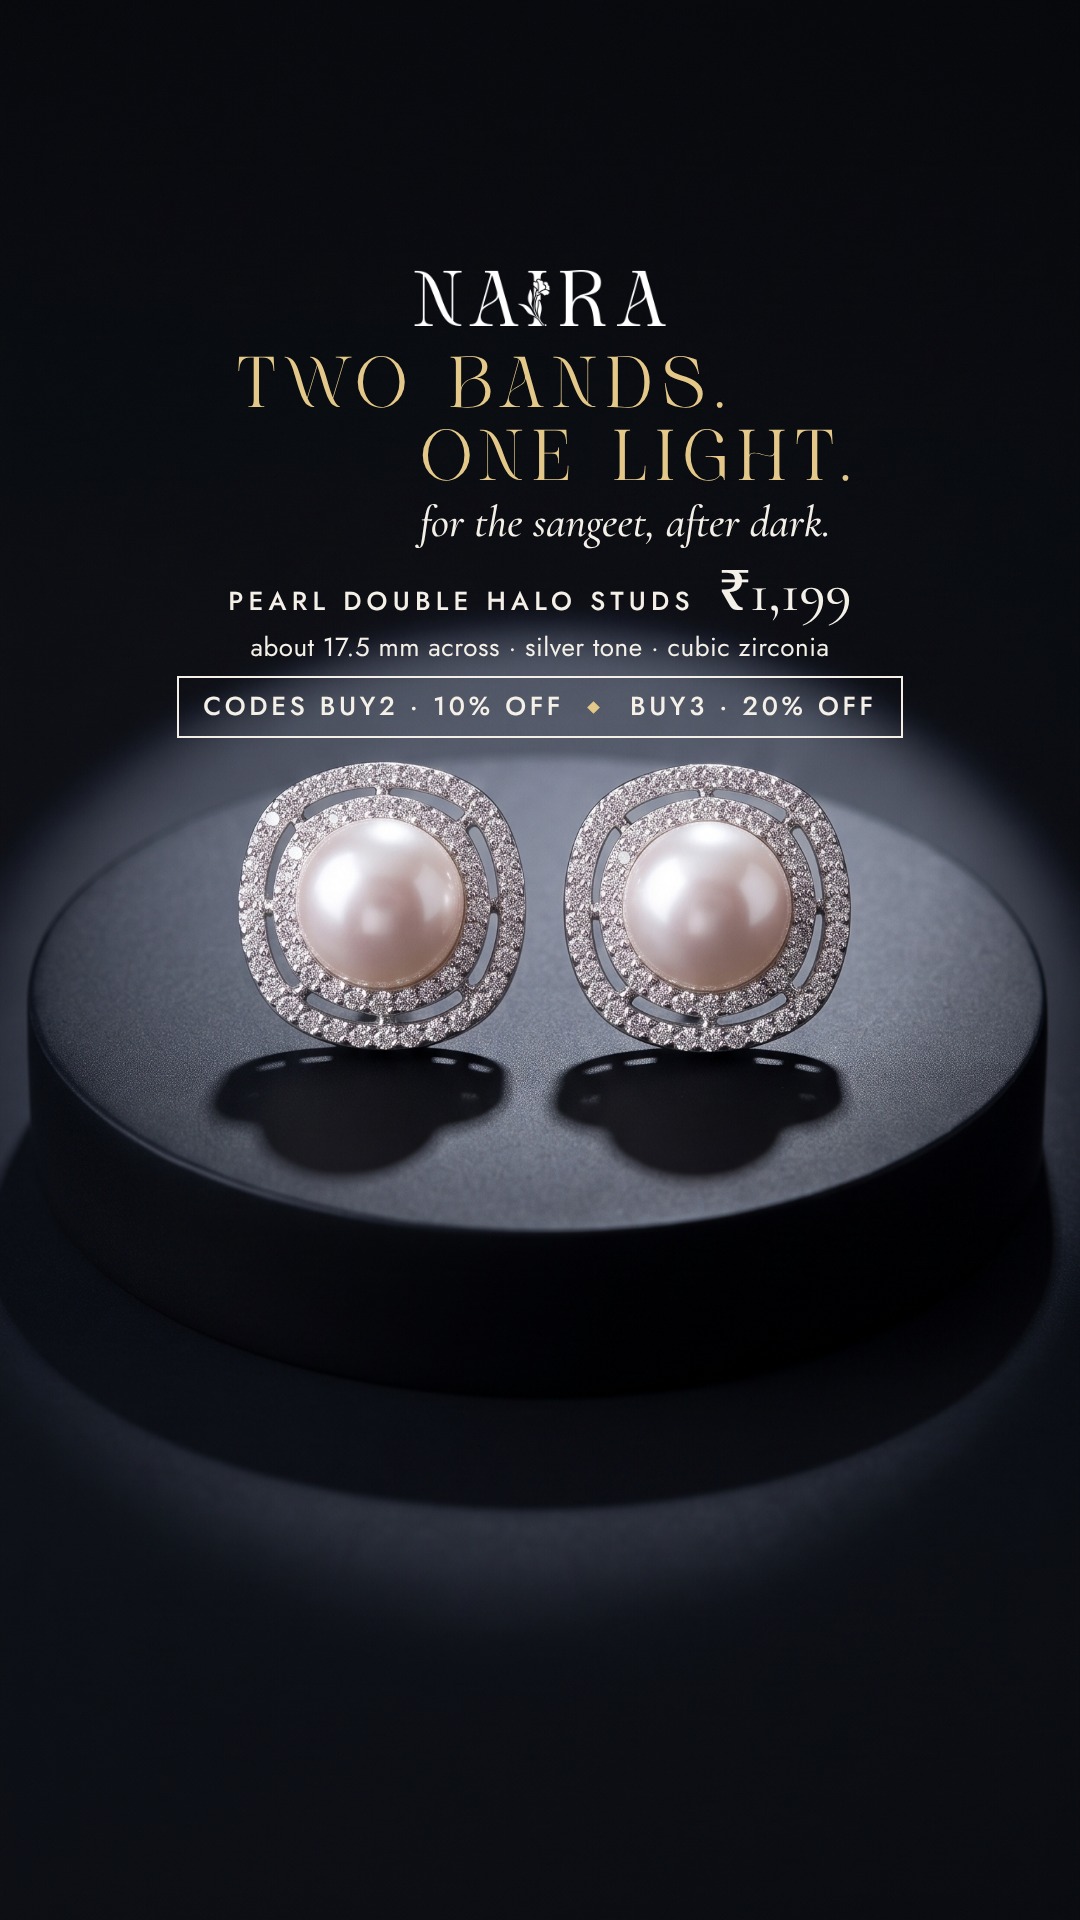 NAIRA
TWO BANDS.
ONE LIGHT.
for the sangeet, after dark.
PEARL DOUBLE HALO STUDS ₹1,199
about 17.5 mm across · silver tone · cubic zirconia
CODES BUY2 · 10% OFF ◆ BUY3 · 20% OFF